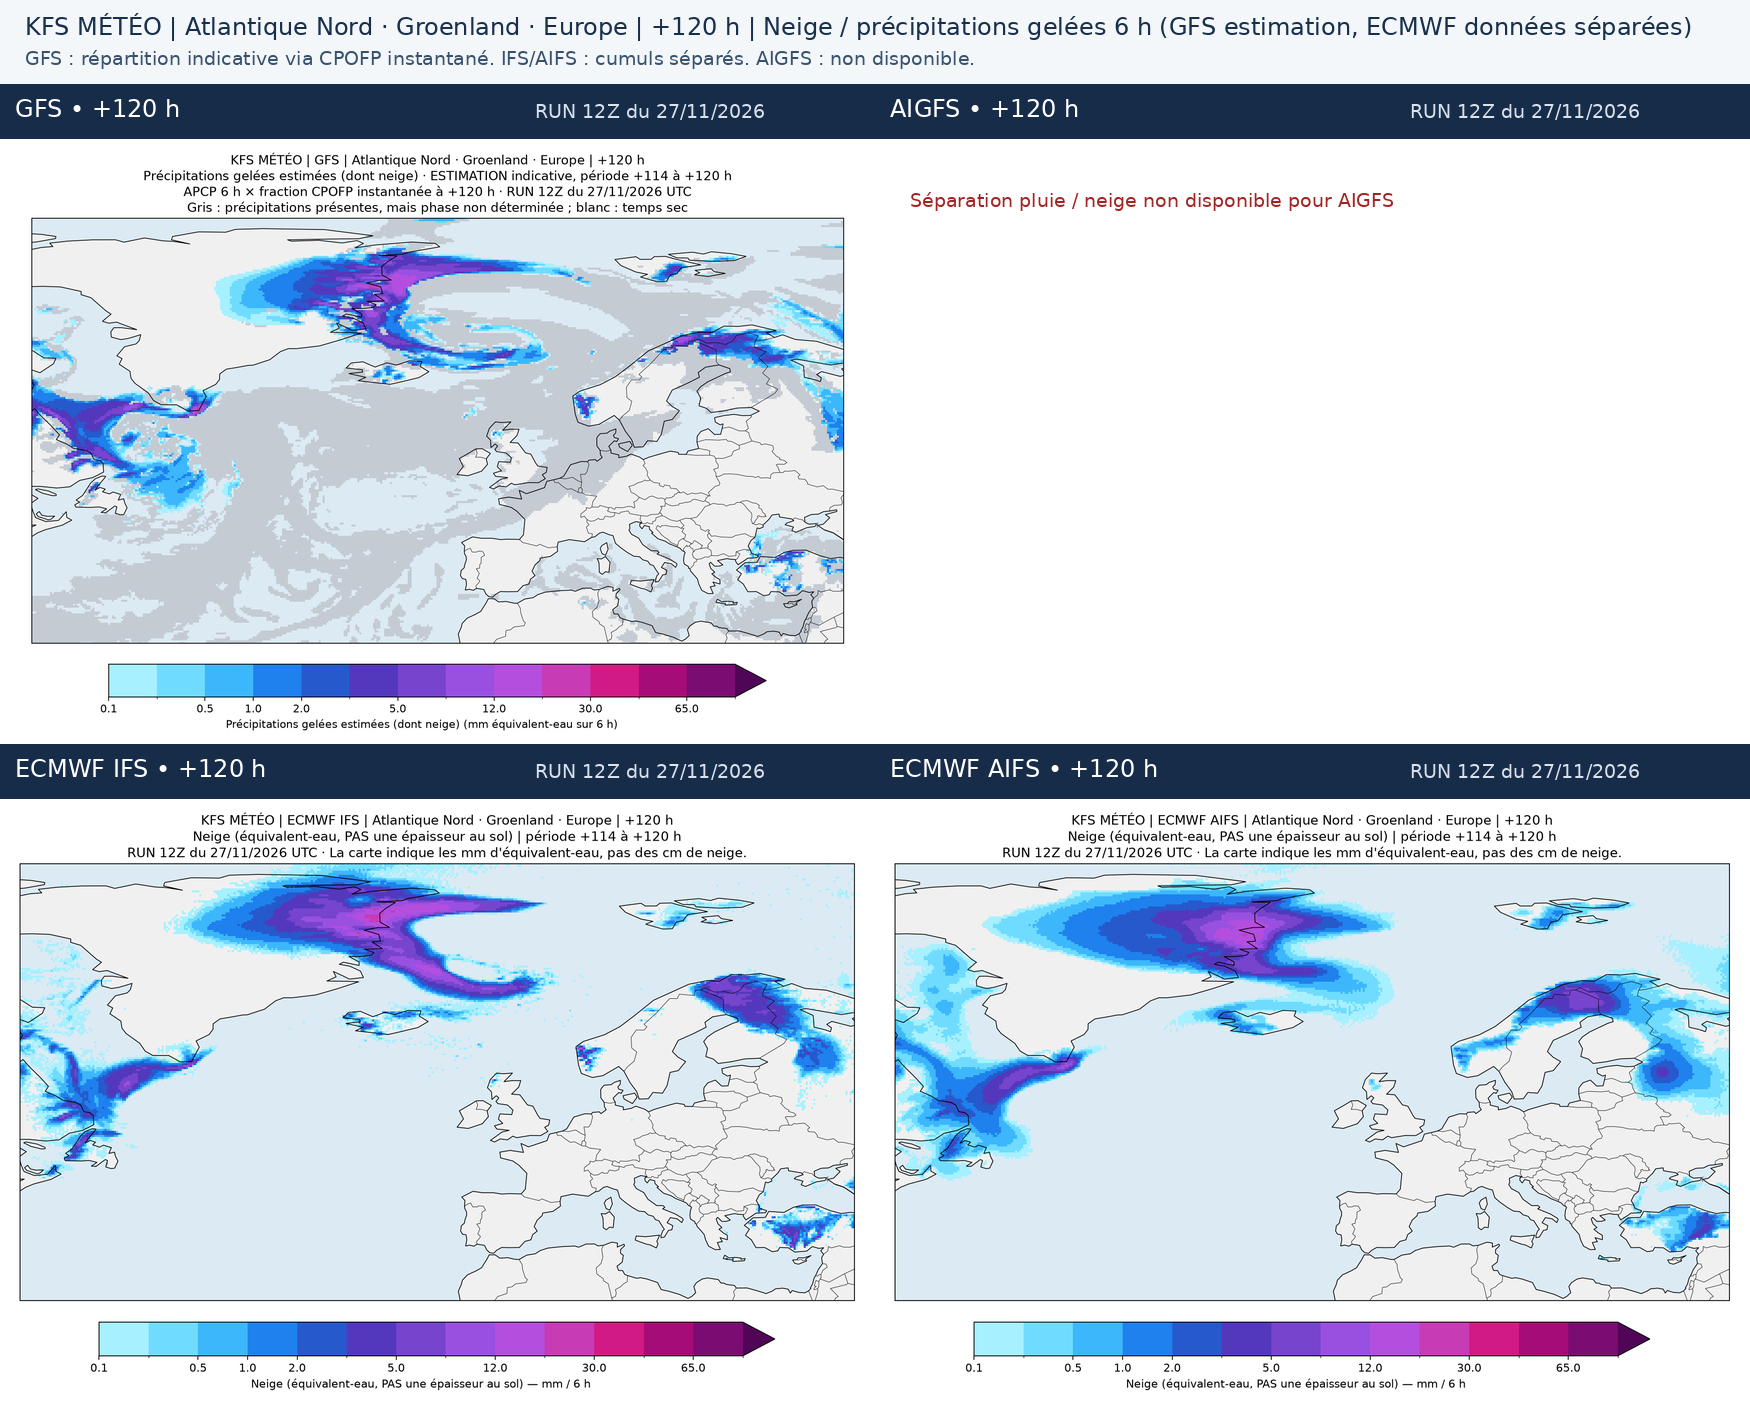 KFS MÉTÉO | Atlantique Nord · Groenland · Europe | +120 h | Neige / précipitations gelées 6 h (GFS estimation, ECMWF données séparées)
GFS : répartition indicative via CPOFP instantané. IFS/AIFS : cumuls séparés. AIGFS : non disponible.
GFS • +120 h RUN 12Z du 27/11/2026
AIGFS • +120 h RUN 12Z du 27/11/2026
KFS MÉTÉO | GFS | Atlantique Nord · Groenland · Europe | +120 h
Précipitations gelées estimées (dont neige) · ESTIMATION indicative, période +114 à +120 h
APCP 6 h × fraction CPOFP instantanée à +120 h · RUN 12Z du 27/11/2026 UTC
Gris : précipitations présentes, mais phase non déterminée ; blanc : temps sec
Séparation pluie / neige non disponible pour AIGFS
0.1 0.5 1.0 2.0 5.0 12.0 30.0 65.0
Précipitations gelées estimées (dont neige) (mm équivalent-eau sur 6 h)
ECMWF IFS • +120 h RUN 12Z du 27/11/2026
ECMWF AIFS • +120 h RUN 12Z du 27/11/2026
KFS MÉTÉO | ECMWF IFS | Atlantique Nord · Groenland · Europe | +120 h
Neige (équivalent-eau, PAS une épaisseur au sol) | période +114 à +120 h
RUN 12Z du 27/11/2026 UTC · La carte indique les mm d'équivalent-eau, pas des cm de neige.
KFS MÉTÉO | ECMWF AIFS | Atlantique Nord · Groenland · Europe | +120 h
Neige (équivalent-eau, PAS une épaisseur au sol) | période +114 à +120 h
RUN 12Z du 27/11/2026 UTC · La carte indique les mm d'équivalent-eau, pas des cm de neige.
0.1 0.5 1.0 2.0 5.0 12.0 30.0 65.0
Neige (équivalent-eau, PAS une épaisseur au sol) — mm / 6 h
0.1 0.5 1.0 2.0 5.0 12.0 30.0 65.0
Neige (équivalent-eau, PAS une épaisseur au sol) — mm / 6 h